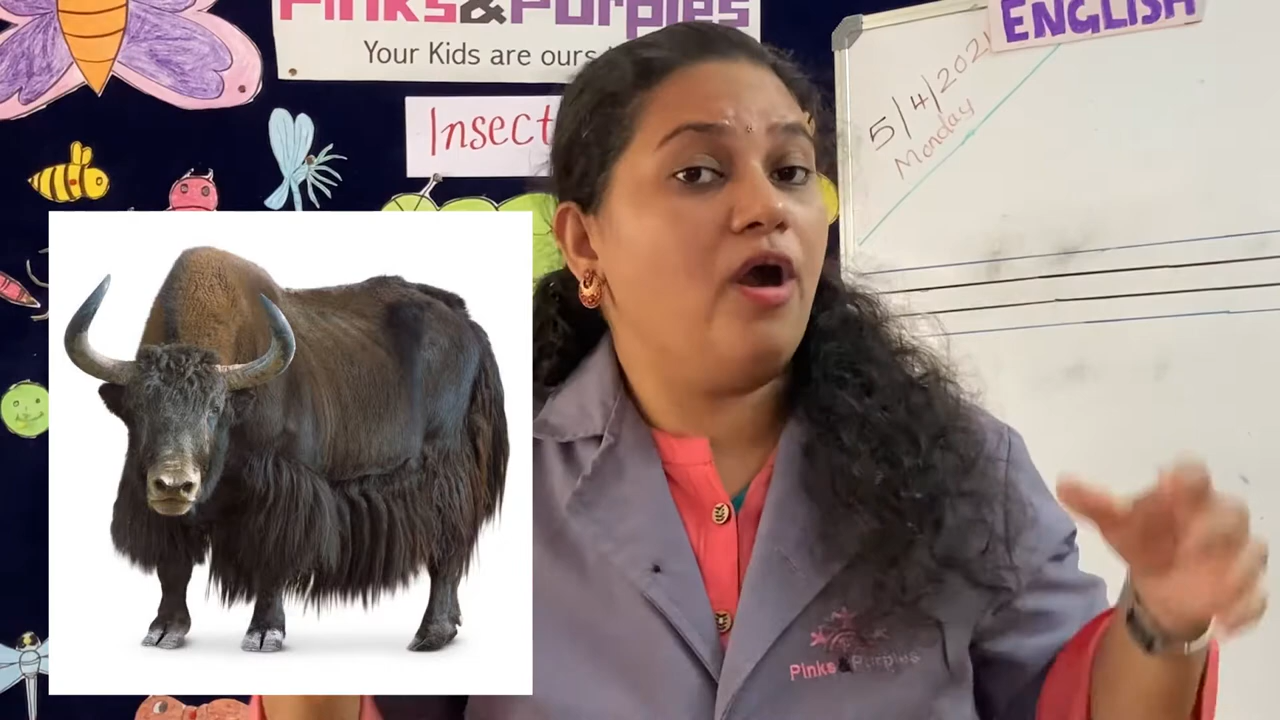 Pinks&Purples
Your Kids are ours
Insect
ENGLISH
5/4/2021
Monday
Pinks&Purples